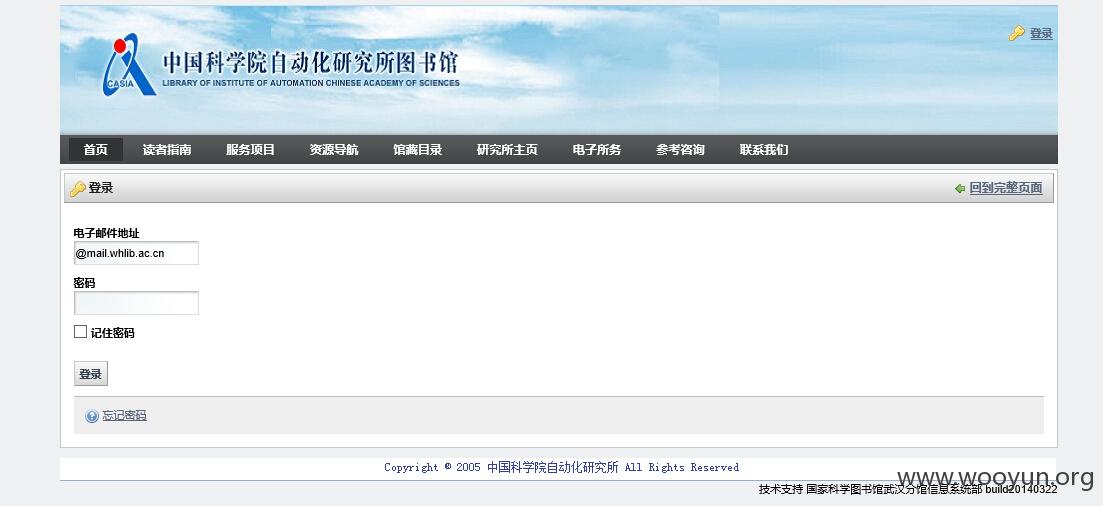 登录
CASIA
中国科学院自动化研究所图书馆
LIBRARY OF INSTITUTE OF AUTOMATION CHINESE ACADEMY OF SCIENCES
首页 读者指南 服务项目 资源导航 馆藏目录 研究所主页 电子所务 参考咨询 联系我们
登录 回到完整页面
电子邮件地址
@mail.whlib.ac.cn
密码
记住密码
登录
忘记密码
Copyright © 2005 中国科学院自动化研究所 All Rights Reserved
www.wooyun.org
技术支持 国家科学图书馆武汉分馆信息系统部 build20140322